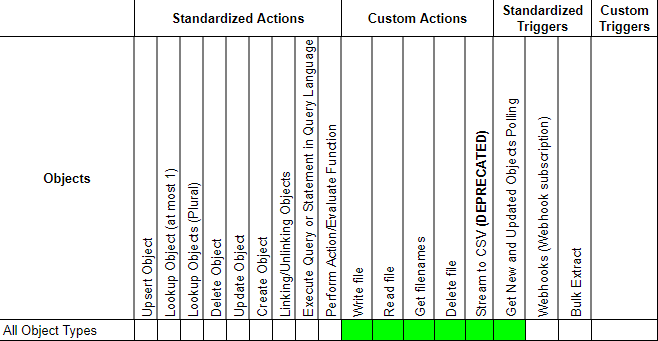 Standardized Actions
Custom Actions
Standardized
Triggers
Custom
Triggers
Objects
Upsert Object
Lookup Object (at most 1)
Lookup Objects (Plural)
Delete Object
Update Object
Create Object
Linking/Unlinking Objects
Execute Query or Statement in Query Language
Perform Action/Evaluate Function
Write file
Read file
Get filenames
Delete file
Stream to CSV (DEPRECATED)
Get New and Updated Objects Polling
Webhooks (Webhook subscription)
Bulk Extract
All Object Types